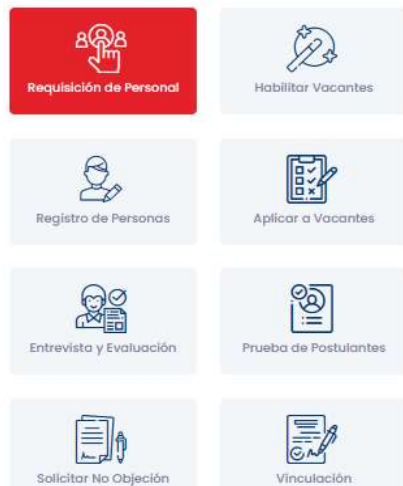 Requisición de Personal
Habilitar Vacantes
Registro de Personas
Aplicar a Vacantes
Entrevista y Evaluación
Prueba de Postulantes
Solicitar No Objeción
Vinculación